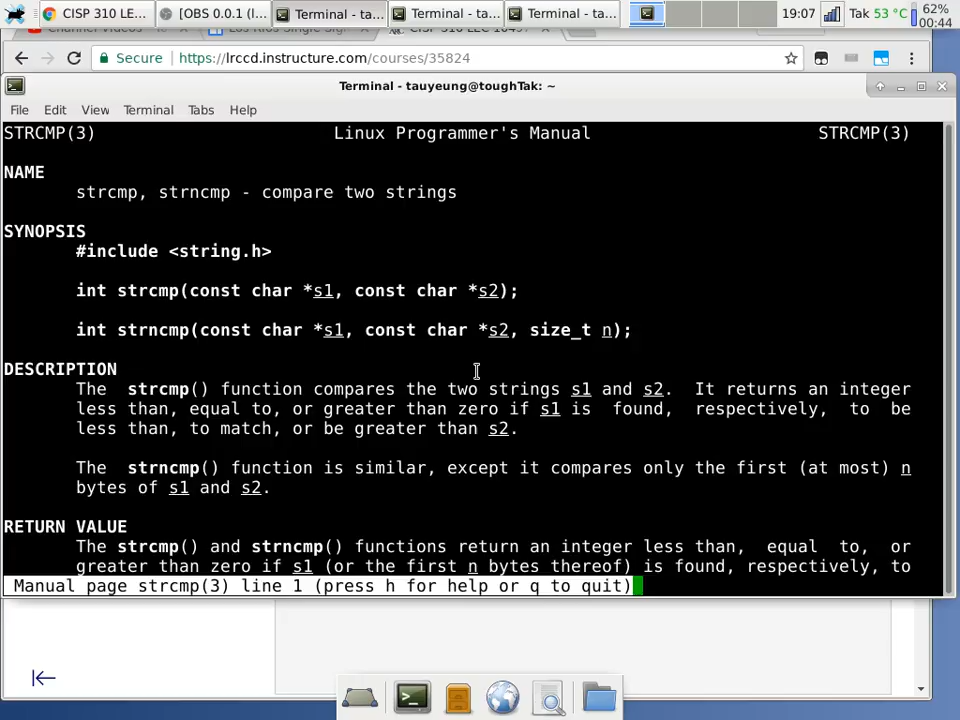 CISP 310 LE...
[OBS 0.0.1 (l...
Terminal - ta...
Terminal - ta...
Terminal - ta...
19:07
Tak 53 °C
62%
00:44
Secure
https://lrccd.instructure.com/courses/35824
Terminal - tauyeung@toughTak: ~
File Edit View Terminal Tabs Help
STRCMP(3) Linux Programmer's Manual STRCMP(3)
NAME
strcmp, strncmp - compare two strings
SYNOPSIS
#include <string.h>
int strcmp(const char *s1, const char *s2);
int strncmp(const char *s1, const char *s2, size_t n);
DESCRIPTION
The strcmp() function compares the two strings s1 and s2. It returns an integer
less than, equal to, or greater than zero if s1 is found, respectively, to be
less than, to match, or be greater than s2.
The strncmp() function is similar, except it compares only the first (at most) n
bytes of s1 and s2.
RETURN VALUE
The strcmp() and strncmp() functions return an integer less than, equal to, or
greater than zero if s1 (or the first n bytes thereof) is found, respectively, to
Manual page strcmp(3) line 1 (press h for help or q to quit)